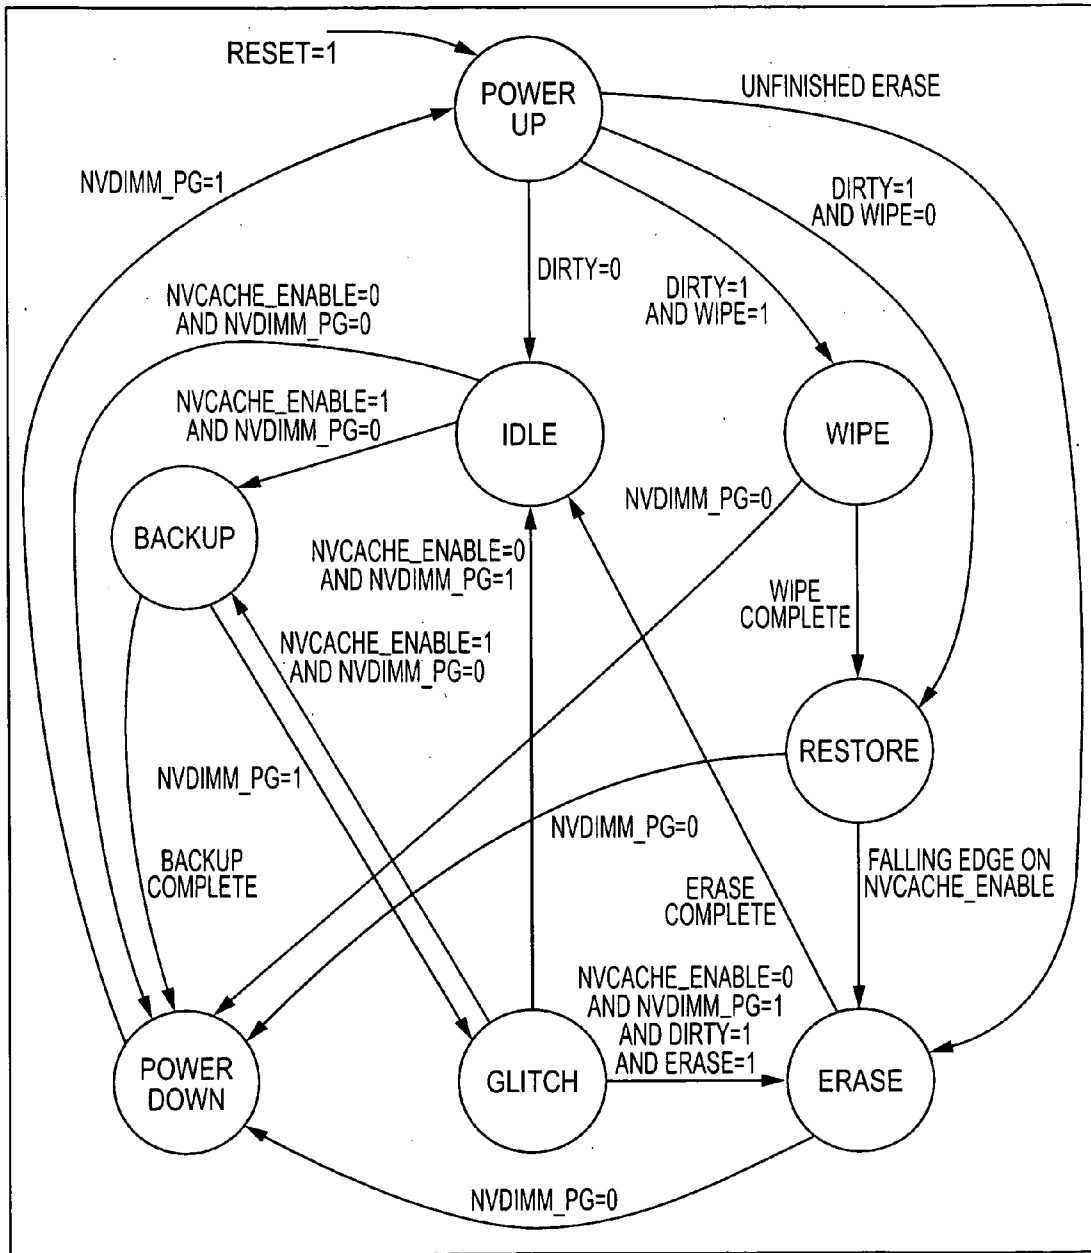 RESET=1
POWER
UP
UNFINISHED ERASE
NVDIMM_PG=1
DIRTY=1
AND WIPE=0
DIRTY=0
DIRTY=1
AND WIPE=1
NVCACHE_ENABLE=0
AND NVDIMM_PG=0
NVCACHE_ENABLE=1
AND NVDIMM_PG=0
IDLE
WIPE
NVDIMM_PG=0
BACKUP
NVCACHE_ENABLE=0
AND NVDIMM_PG=1
WIPE
COMPLETE
NVCACHE_ENABLE=1
AND NVDIMM_PG=0
RESTORE
NVDIMM_PG=1
NVDIMM_PG=0
BACKUP
COMPLETE
FALLING EDGE ON
NVCACHE_ENABLE
ERASE
COMPLETE
NVCACHE_ENABLE=0
AND NVDIMM_PG=1
AND DIRTY=1
AND ERASE=1
POWER
DOWN
GLITCH
ERASE
NVDIMM_PG=0